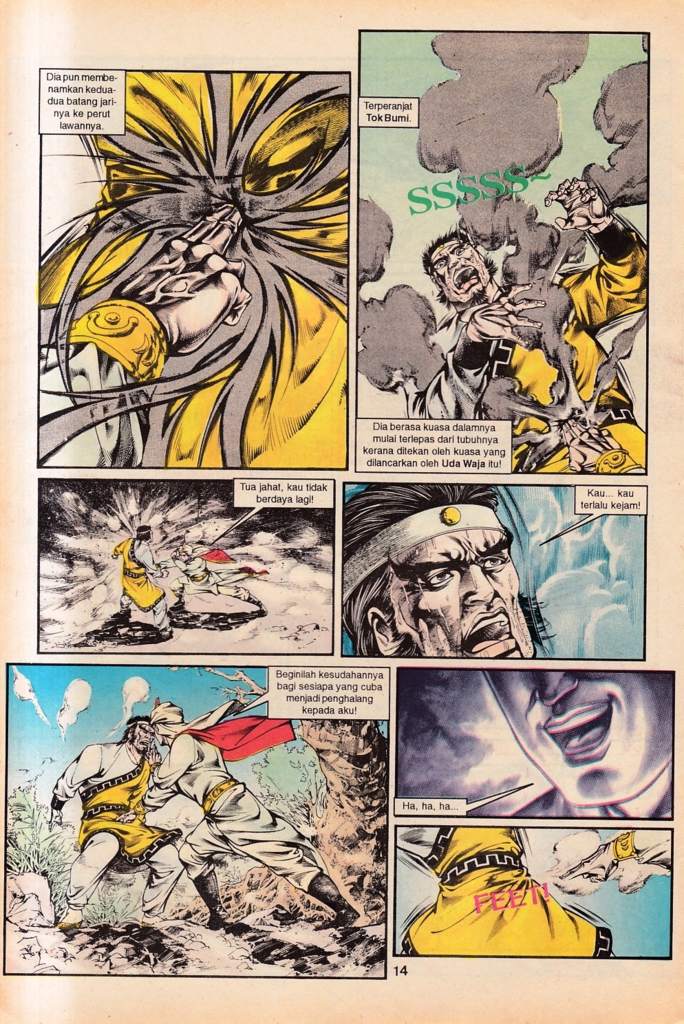 Dia pun membe-
namkan kedua-
dua batang jari-
nya ke perut
lawannya.
Terperanjat
Tok Bumi.
SSSSS~
Dia berasa kuasa dalamnya
mulai terlepas dari tubuhnya
kerana ditekan oleh kuasa yang
dilancarkan oleh Uda Waja itu!
Tua jahat, kau tidak
berdaya lagi!
Kau... kau
terlalu kejam!
Beginilah kesudahannya
bagi sesiapa yang cuba
menjadi penghalang
kepada aku!
Ha, ha, ha...
FEET!
14